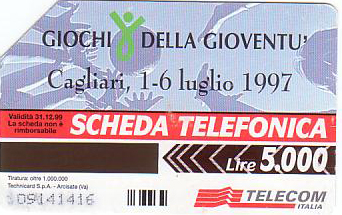 GIOCHI DELLA GIOVENTU'
Cagliari, 1-6 luglio 1997
Validità 31.12.99
La scheda non è
rimborsabile
SCHEDA TELEFONICA
Lire 5.000
Tiratura: oltre 1.000.000
Technicard S.p.A. - Arcisate (Va)
09141416
TELECOM
ITALIA